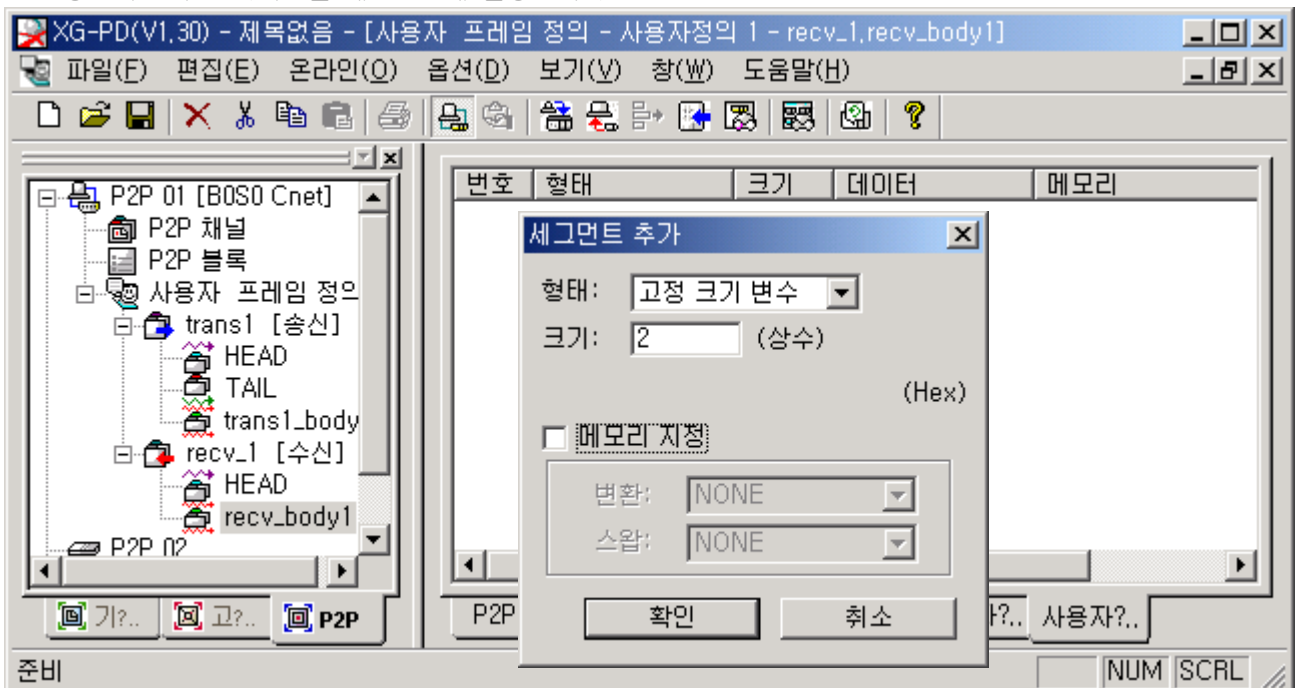 XG-PD(V1,30) - 제목없음 - [사용자 프레임 정의 - 사용자정의 1 - recv_1,recv_body1]
파일(F) 편집(E) 온라인(O) 옵션(D) 보기(V) 창(W) 도움말(H)
P2P 01 [B0S0 Cnet]
P2P 채널
P2P 블록
사용자 프레임 정의
trans1 [송신]
HEAD
TAIL
trans1_body
recv_1 [수신]
HEAD
recv_body1
P2P 02
기?.. 고?.. P2P
번호 형태 크기 데이터 메모리
세그먼트 추가
형태: 고정 크기 변수
크기: 2 (상수)
(Hex)
메모리 지정
변환: NONE
스왑: NONE
확인 취소
P2P
?.. 사용자?..
준비
NUM SCRL